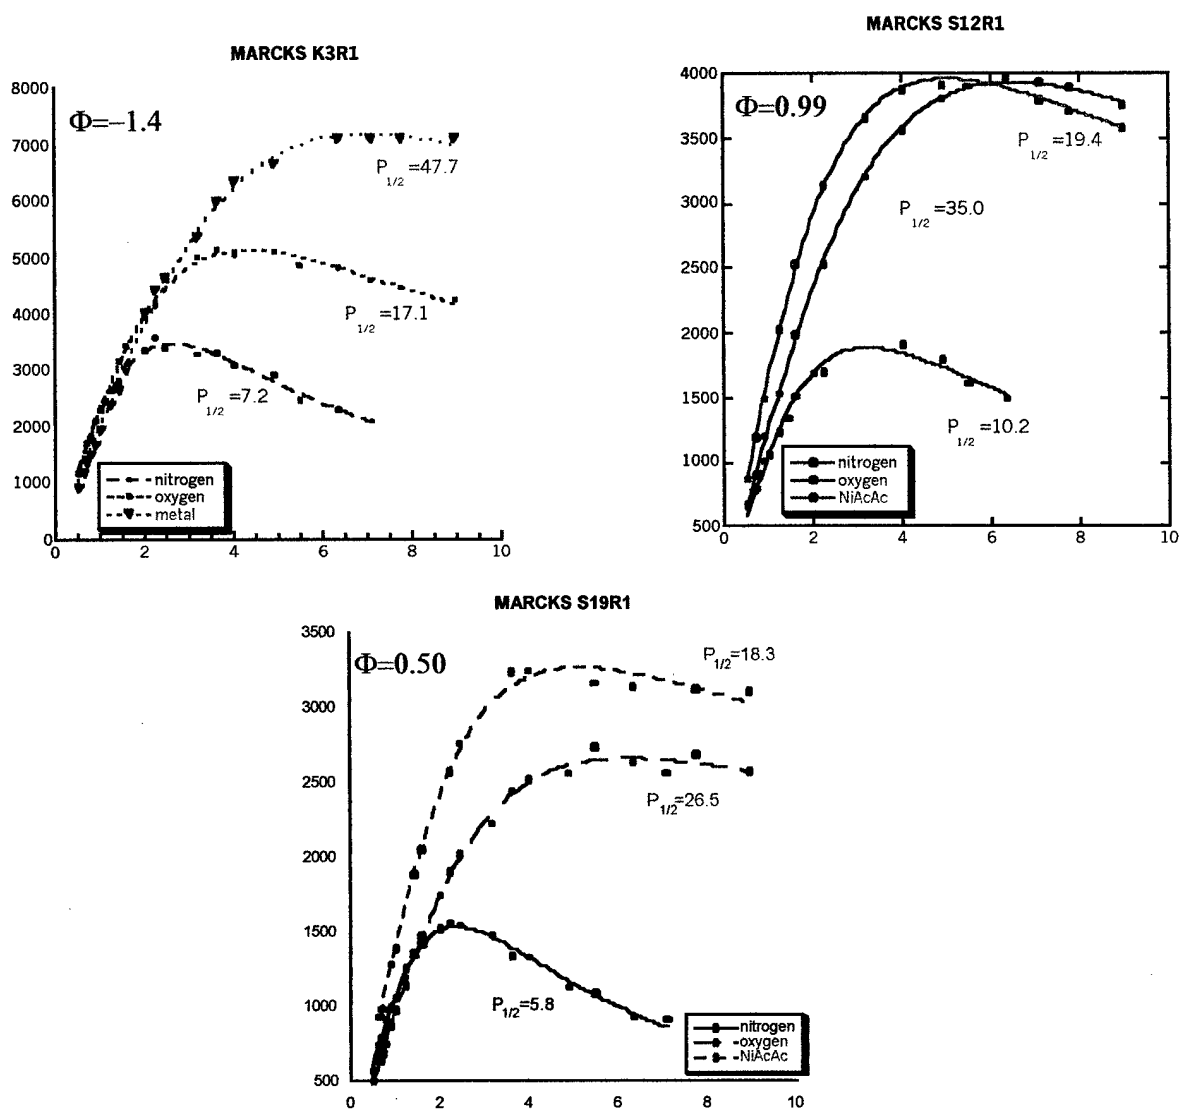 MARCKS K3R1
8000
7000
6000
5000
4000
3000
2000
1000
0
Φ=–1.4
P1/2 =47.7
P1/2 =17.1
P1/2 =7.2
nitrogen
oxygen
metal
0 2 4 6 8 10
MARCKS S12R1
4000
3500
3000
2500
2000
1500
1000
500
Φ=0.99
P1/2 =19.4
P1/2 =35.0
P1/2 =10.2
nitrogen
oxygen
NiAcAc
0 2 4 6 8 10
MARCKS S19R1
3500
3000
2500
2000
1500
1000
500
Φ=0.50
P1/2=18.3
P1/2=26.5
P1/2=5.8
nitrogen
oxygen
NiAcAc
0 2 4 6 8 10